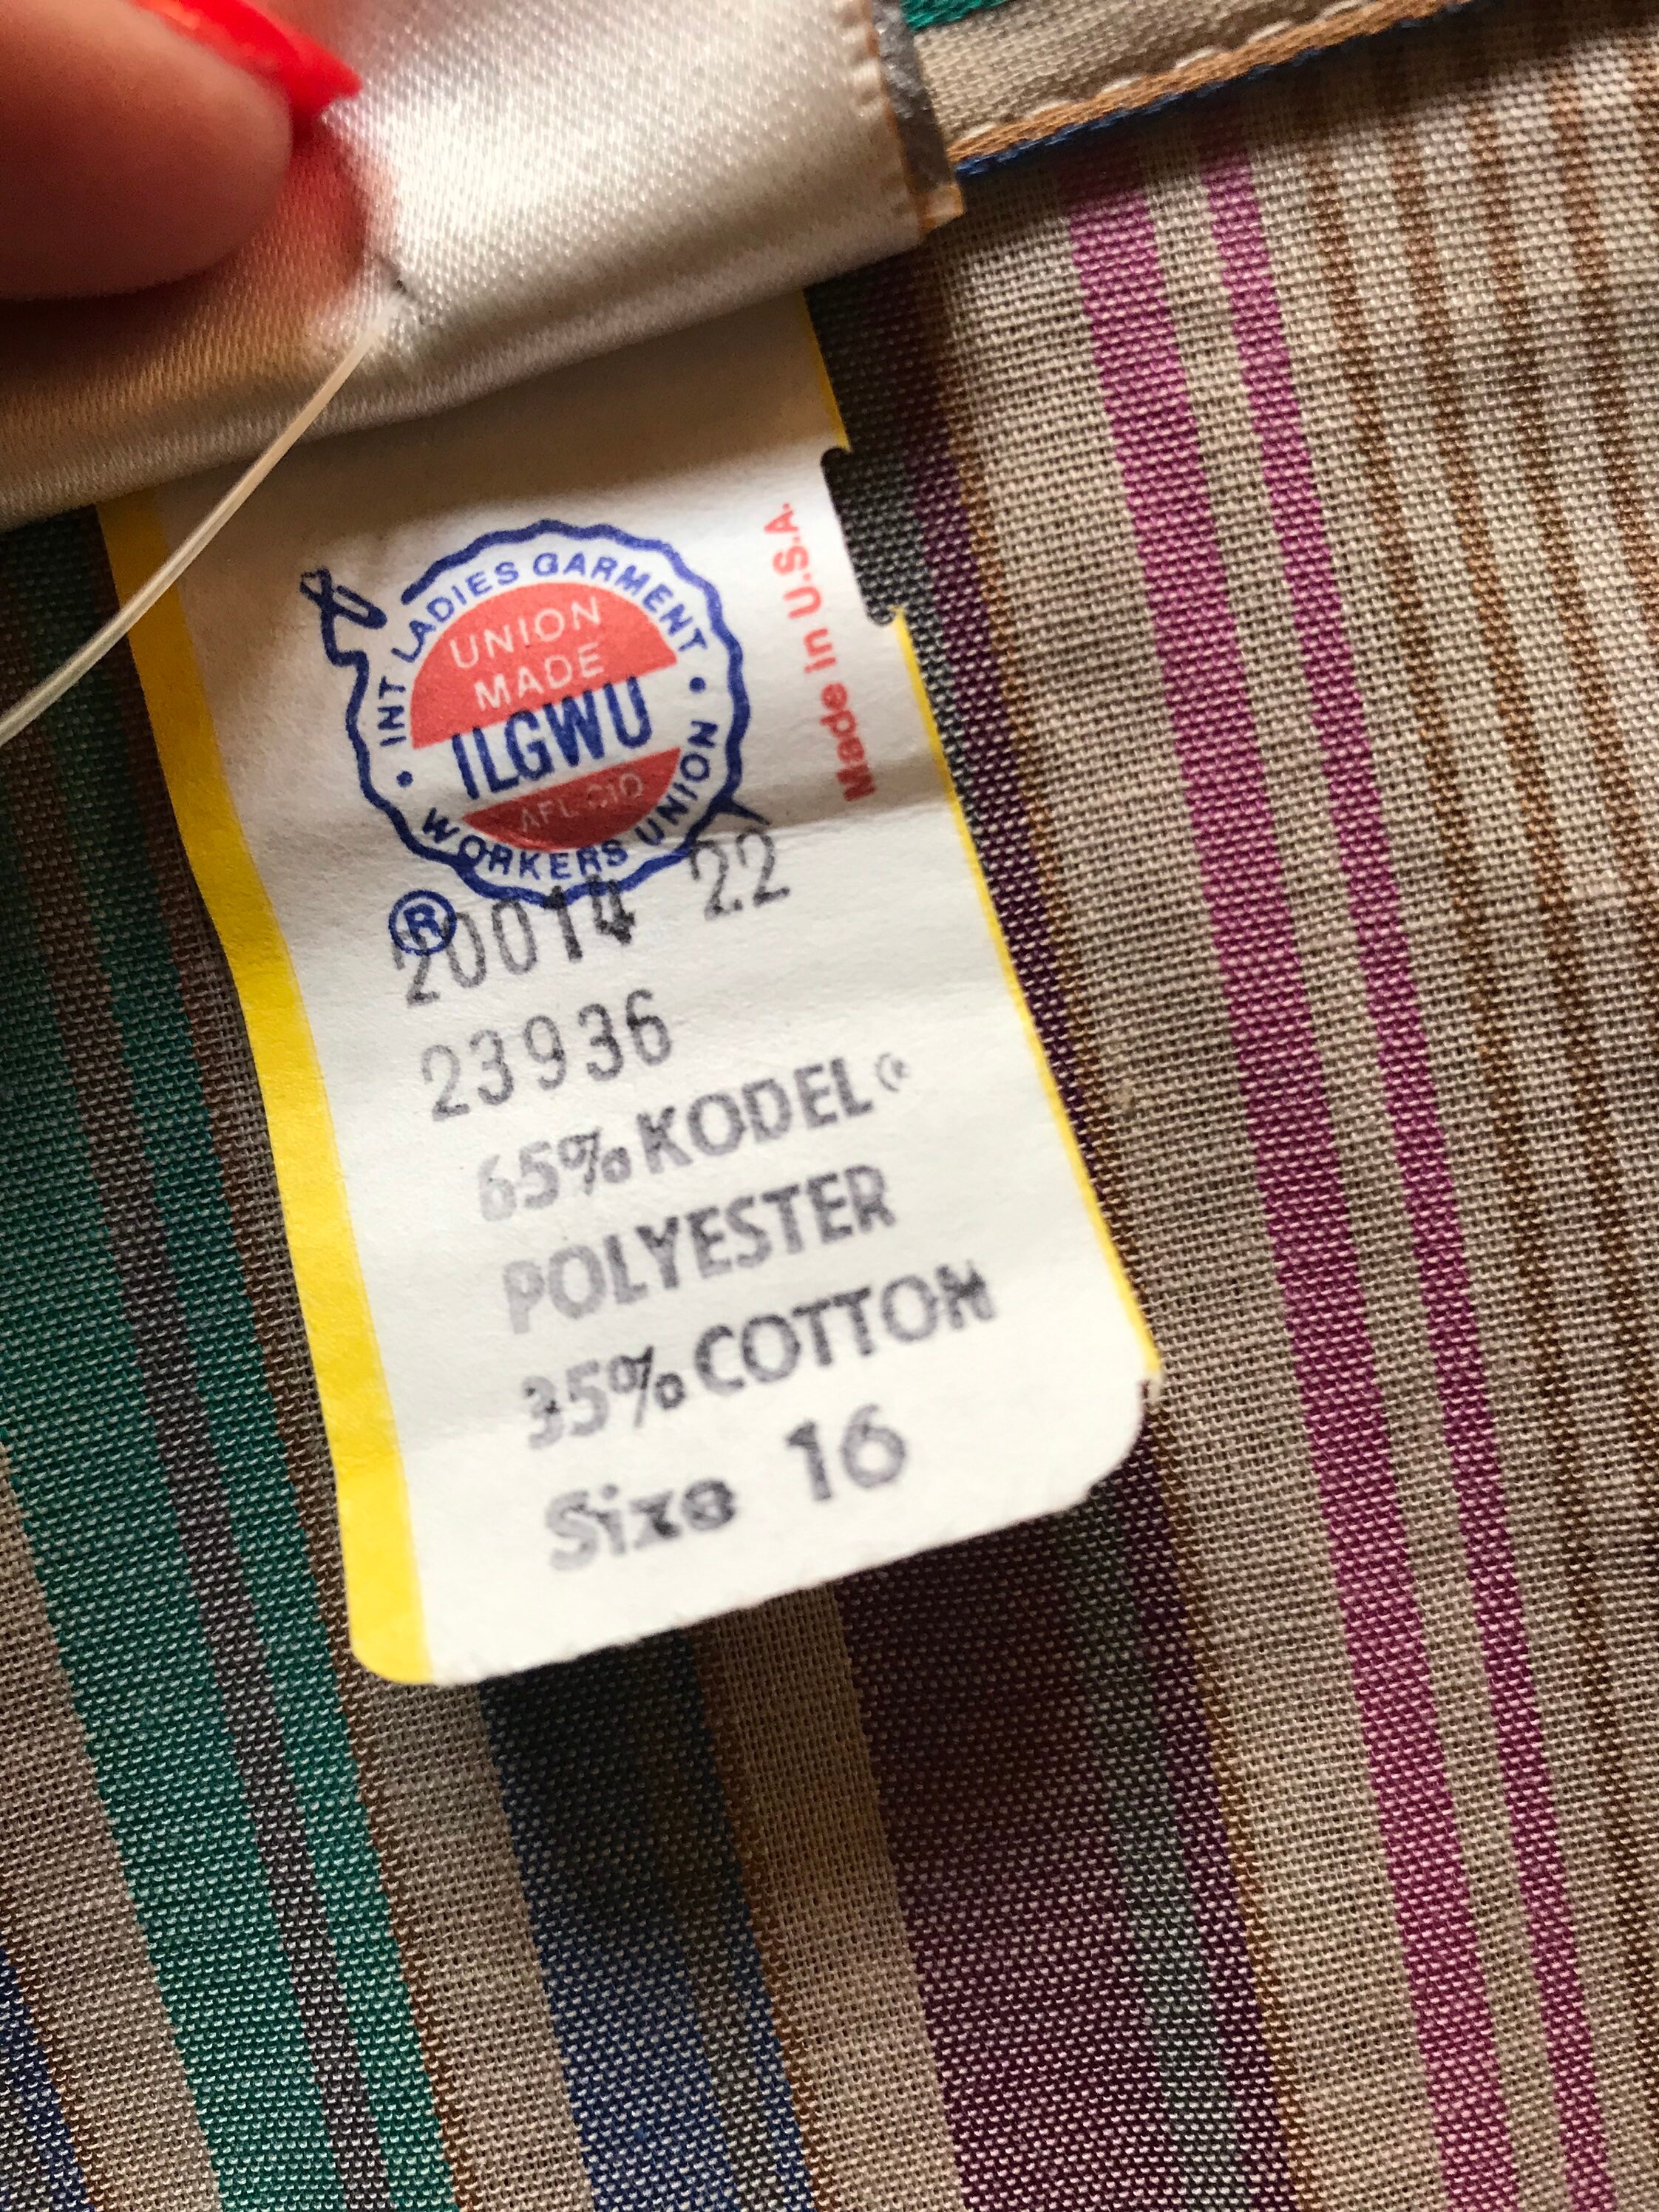 INT LADIES GARMENT
WORKERS UNION
UNION
MADE
ILGWU
AFL-CIO
®
Made in U.S.A.
20014 22
23936
65% KODEL®
POLYESTER
35% COTTON
Size 16